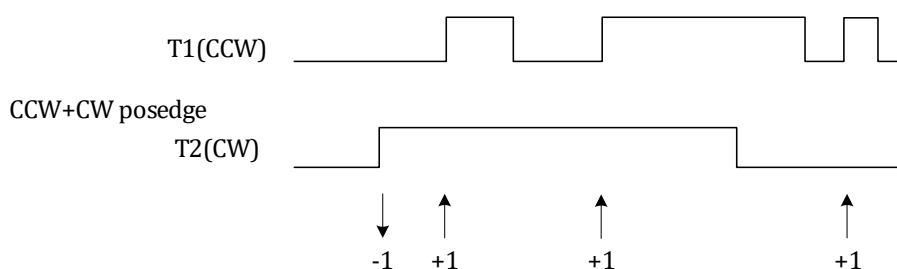 T1(CCW)
CCW+CW posedge
T2(CW)
-1 +1 +1 +1